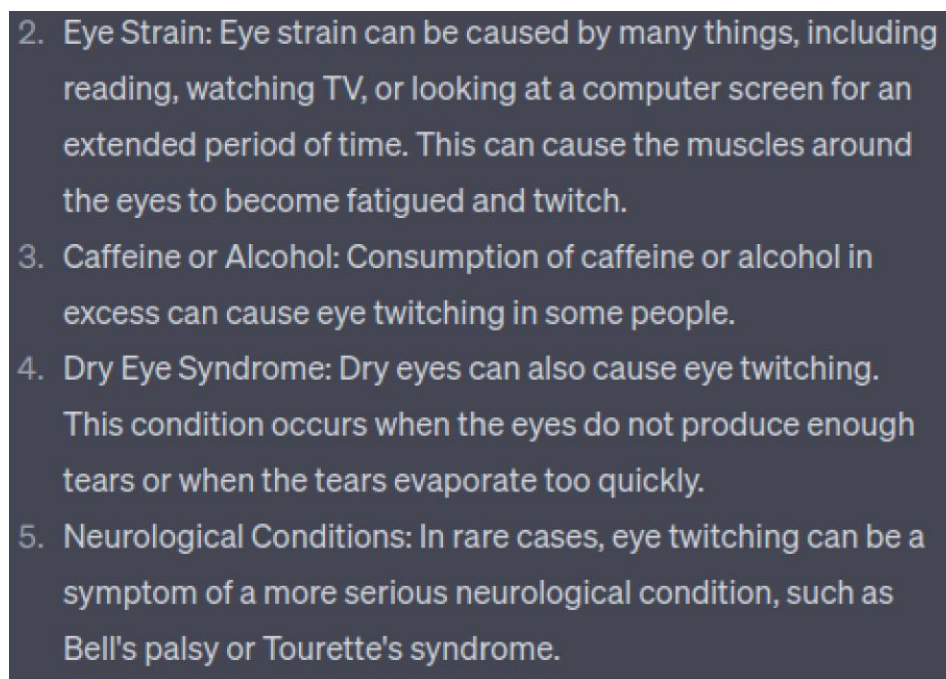 2. Eye Strain: Eye strain can be caused by many things, including
reading, watching TV, or looking at a computer screen for an
extended period of time. This can cause the muscles around
the eyes to become fatigued and twitch.
3. Caffeine or Alcohol: Consumption of caffeine or alcohol in
excess can cause eye twitching in some people.
4. Dry Eye Syndrome: Dry eyes can also cause eye twitching.
This condition occurs when the eyes do not produce enough
tears or when the tears evaporate too quickly.
5. Neurological Conditions: In rare cases, eye twitching can be a
symptom of a more serious neurological condition, such as
Bell's palsy or Tourette's syndrome.